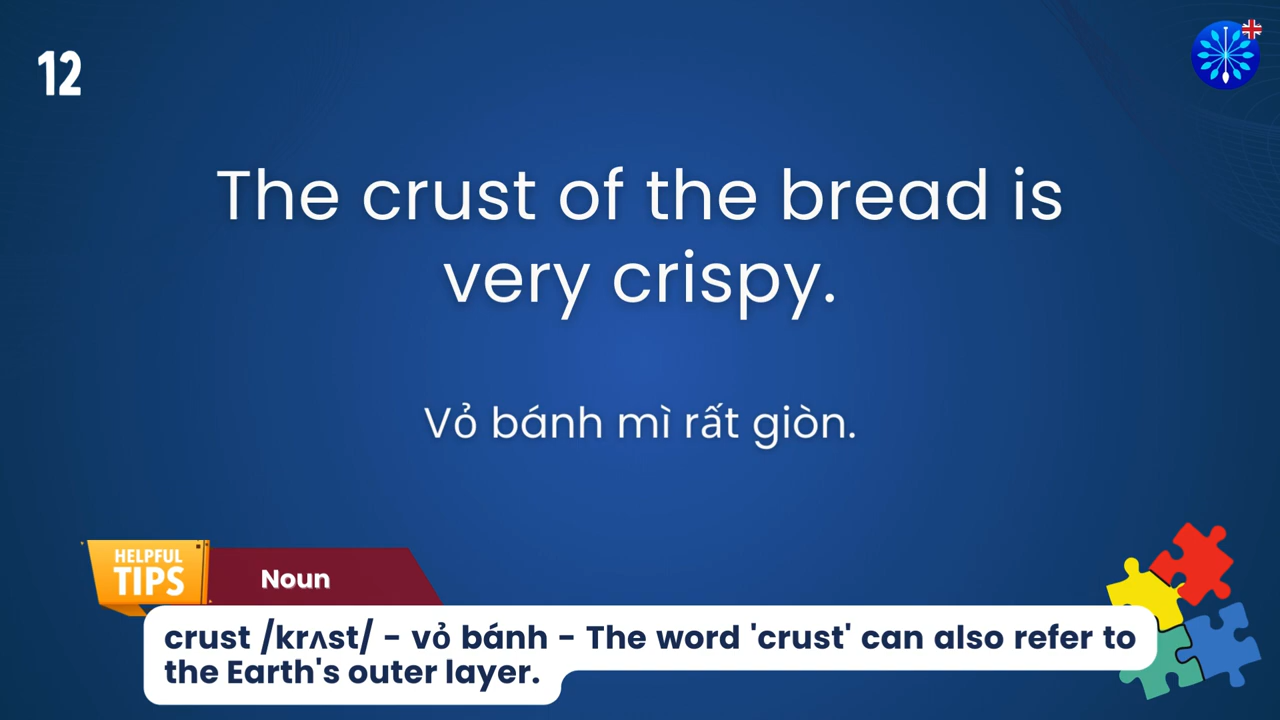 12
The crust of the bread is
very crispy.
Vỏ bánh mì rất giòn.
HELPFUL
TIPS
Noun
crust /krʌst/ - vỏ bánh - The word 'crust' can also refer to
the Earth's outer layer.